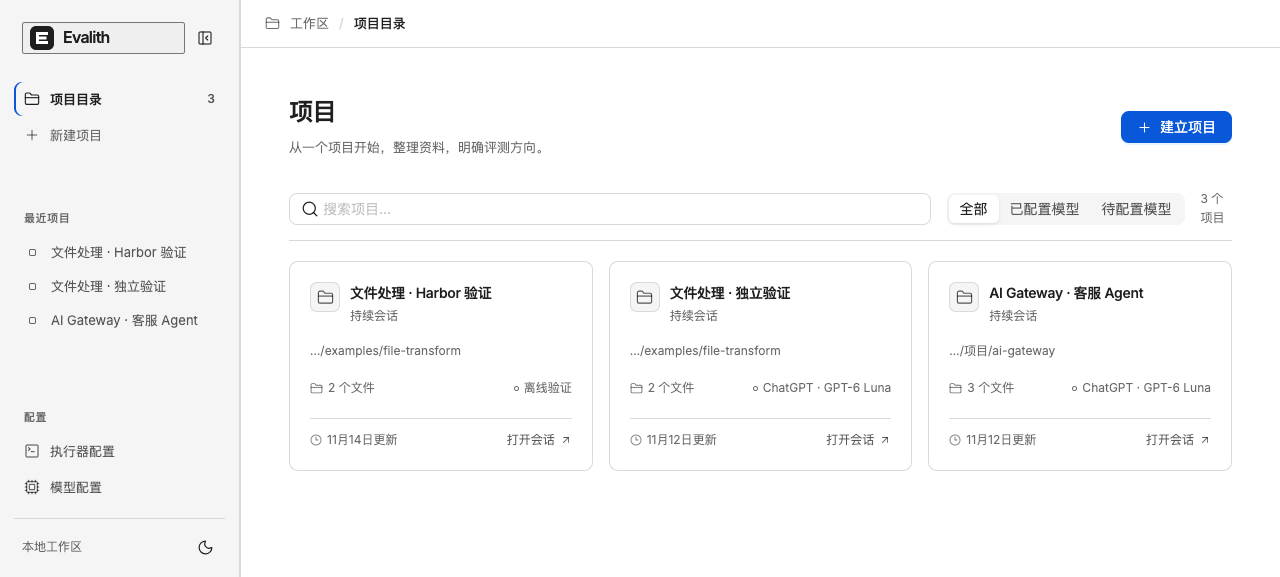 Evalith
项目目录 3
新建项目
最近项目
文件处理 · Harbor 验证
文件处理 · 独立验证
AI Gateway · 客服 Agent
配置
执行器配置
模型配置
本地工作区
工作区 / 项目目录
项目
从一个项目开始，整理资料，明确评测方向。
建立项目
搜索项目...
全部 已配置模型 待配置模型
3 个
项目
文件处理 · Harbor 验证
持续会话
.../examples/file-transform
2 个文件 离线验证
11月14日更新 打开会话
文件处理 · 独立验证
持续会话
.../examples/file-transform
2 个文件 ChatGPT · GPT-6 Luna
11月12日更新 打开会话
AI Gateway · 客服 Agent
持续会话
.../项目/ai-gateway
3 个文件 ChatGPT · GPT-6 Luna
11月12日更新 打开会话